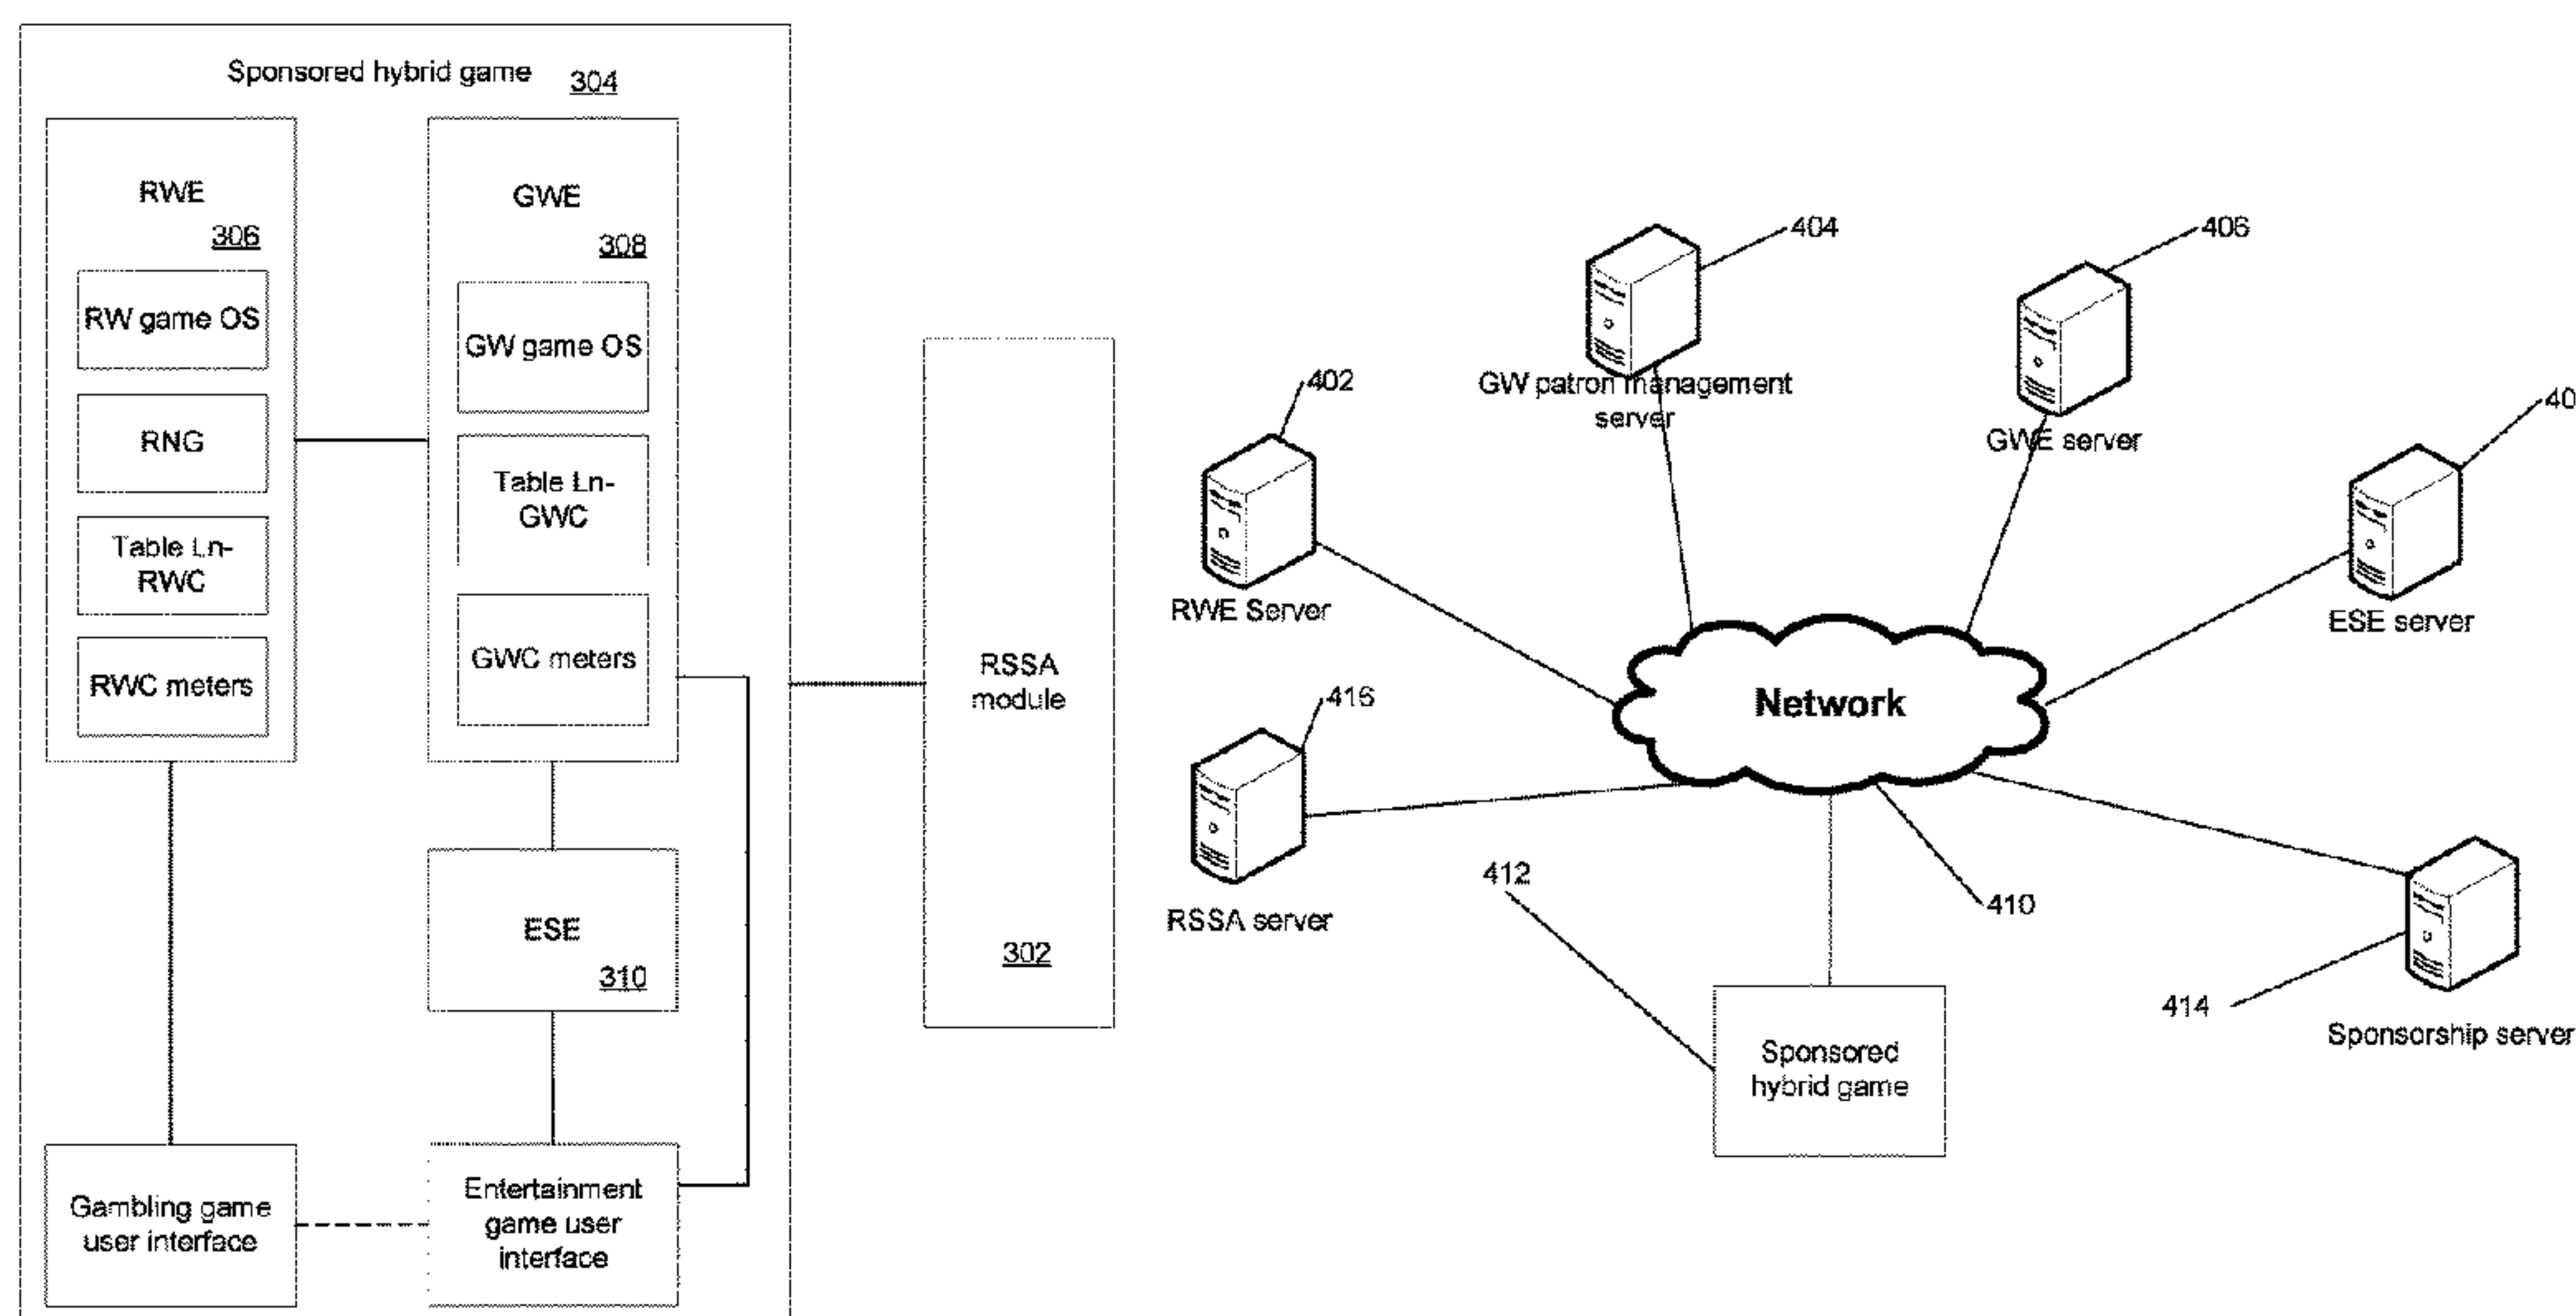 Sponsored hybrid game 304
RWE
306
RW game OS
RNG
Table Ln-
RWC
RWC meters
GWE
308
GW game OS
Table Ln-
GWC
GWC meters
ESE
310
Gambling game
user interface
Entertainment
game user
interface
RSSA
module
302
402
RWE Server
404
GW patron management
server
406
GWE server
40
ESE server
Network
416
RSSA server
412
410
Sponsored
hybrid game
414
Sponsorship server